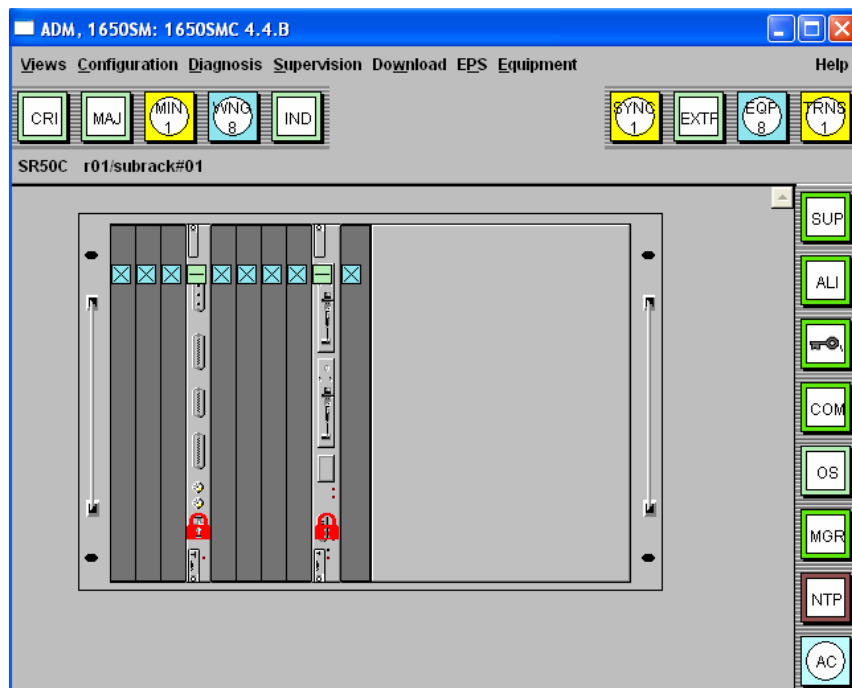 ADM, 1650SM: 1650SMC 4.4.B
Views Configuration Diagnosis Supervision Download EPS Equipment Help
CRI MAJ MIN 1 WNG 8 IND SYNC 1 EXTP EQP 8 TRNS 1
SR50C r01/subrack#01
SUP
ALI
COM
OS
MGR
NTP
AC